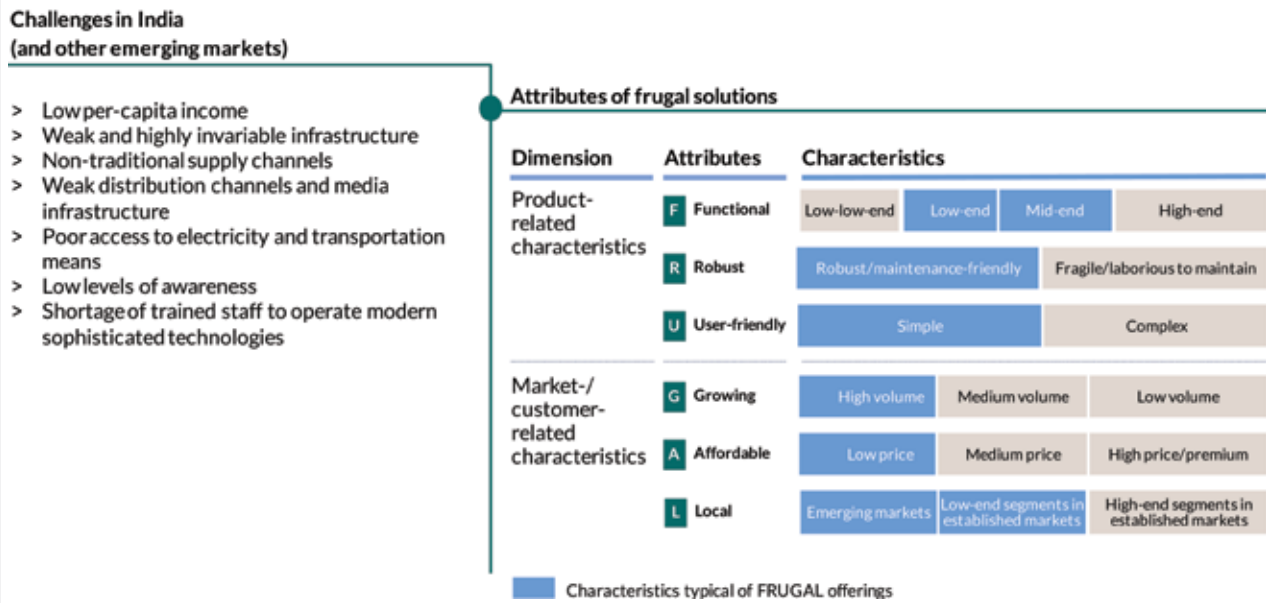 Challenges in India
(and other emerging markets)
> Low per-capita income
> Weak and highly invariable infrastructure
> Non-traditional supply channels
> Weak distribution channels and media
infrastructure
> Poor access to electricity and transportation
means
> Low levels of awareness
> Shortage of trained staff to operate modern
sophisticated technologies
Attributes of frugal solutions
Dimension Attributes Characteristics
Product-
related
characteristics
F Functional Low-low-end Low-end Mid-end High-end
R Robust Robust/maintenance-friendly Fragile/laborious to maintain
U User-friendly Simple Complex
Market-/
customer-
related
characteristics
G Growing High volume Medium volume Low volume
A Affordable Low price Medium price High price/premium
L Local Emerging markets Low-end segments in
established markets High-end segments in
established markets
Characteristics typical of FRUGAL offerings